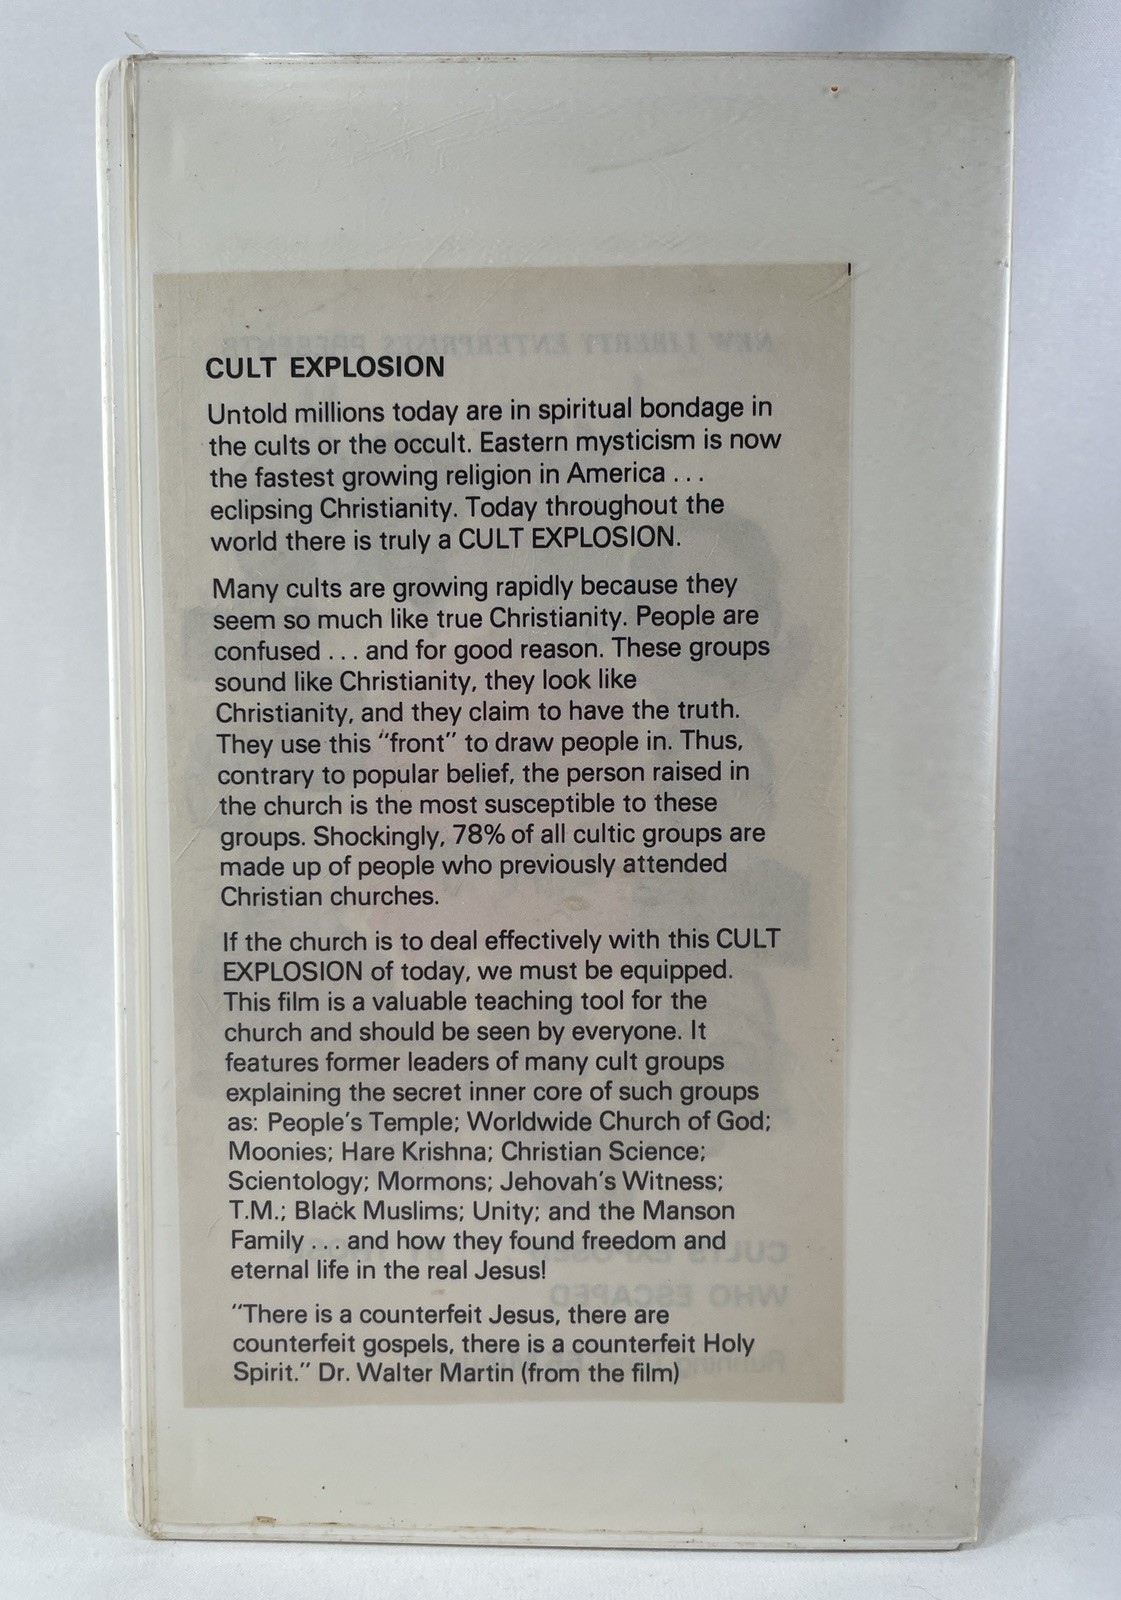 NEW LIBERTY ENTERPRISES PRESENTS
CULT EXPLOSION
Untold millions today are in spiritual bondage in
the cults or the occult. Eastern mysticism is now
the fastest growing religion in America . . .
eclipsing Christianity. Today throughout the
world there is truly a CULT EXPLOSION.
Many cults are growing rapidly because they
seem so much like true Christianity. People are
confused . . . and for good reason. These groups
sound like Christianity, they look like
Christianity, and they claim to have the truth.
They use this "front" to draw people in. Thus,
contrary to popular belief, the person raised in
the church is the most susceptible to these
groups. Shockingly, 78% of all cultic groups are
made up of people who previously attended
Christian churches.
If the church is to deal effectively with this CULT
EXPLOSION of today, we must be equipped.
This film is a valuable teaching tool for the
church and should be seen by everyone. It
features former leaders of many cult groups
explaining the secret inner core of such groups
as: People's Temple; Worldwide Church of God;
Moonies; Hare Krishna; Christian Science;
Scientology; Mormons; Jehovah's Witness;
T.M.; Black Muslims; Unity; and the Manson
Family . . . and how they found freedom and
eternal life in the real Jesus!
"There is a counterfeit Jesus, there are
counterfeit gospels, there is a counterfeit Holy
Spirit." Dr. Walter Martin (from the film)
CULTS EXPOSED
WHO ESCAPED
Running